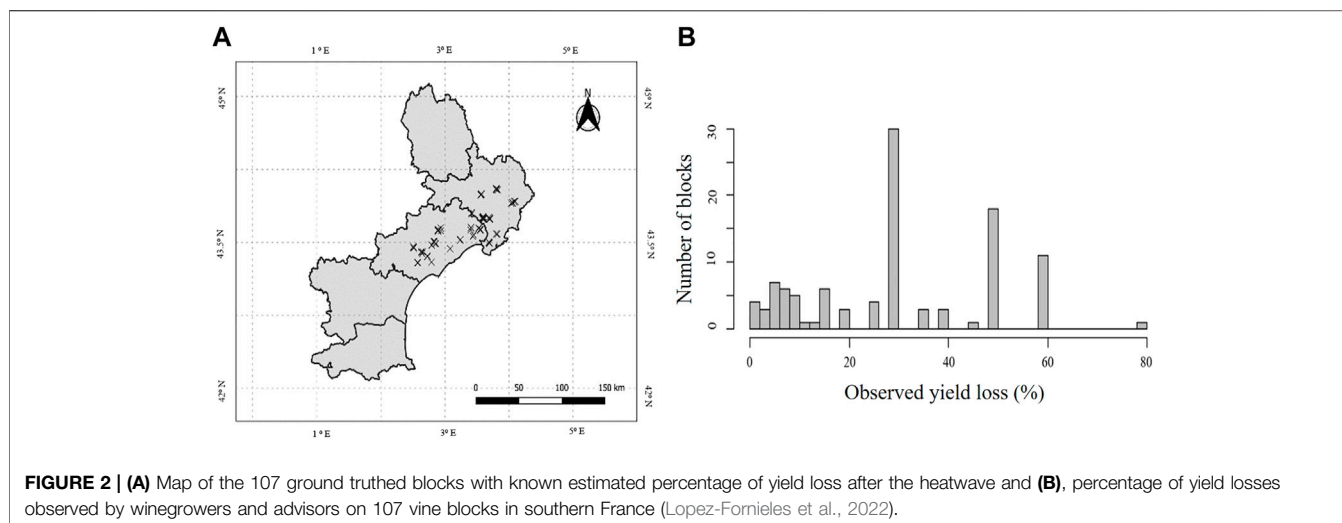 A
B
1° E
3° E
5° E
45° N
45° N
N
43.5° N
43.5° N
42° N
42° N
0
50
100
150 km
1° E
3° E
5° E
Number of blocks
30
20
10
0
0
20
40
60
80
Observed yield loss (%)
FIGURE 2 | (A) Map of the 107 ground truthed blocks with known estimated percentage of yield loss after the heatwave and (B), percentage of yield losses
observed by winegrowers and advisors on 107 vine blocks in southern France (Lopez-Fornieles et al., 2022).